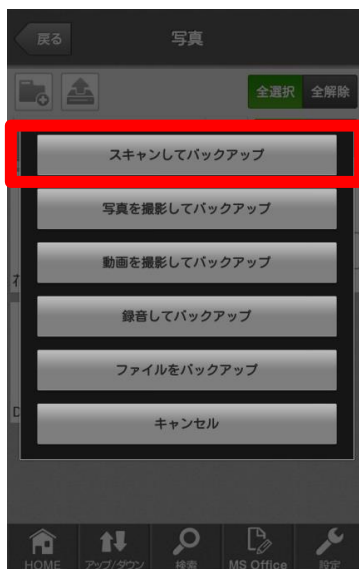 戻る
写真
全選択 全解除
スキャンしてバックアップ
写真を撮影してバックアップ
動画を撮影してバックアップ
録音してバックアップ
ファイルをバックアップ
D
キャンセル
HOME アップ/ダウン 検索 MS Office 設定